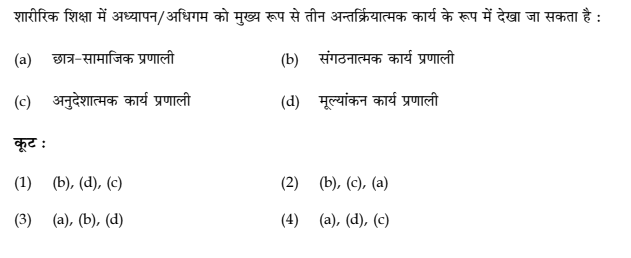 शारीरिक शिक्षा में अध्यापन/अधिगम को मुख्य रूप से तीन अन्तर्क्रियात्मक कार्य के रूप में देखा जा सकता है :
(a) छात्र-सामाजिक प्रणाली (b) संगठनात्मक कार्य प्रणाली
(c) अनुदेशात्मक कार्य प्रणाली (d) मूल्यांकन कार्य प्रणाली
कूट :
(1) (b), (d), (c) (2) (b), (c), (a)
(3) (a), (b), (d) (4) (a), (d), (c)